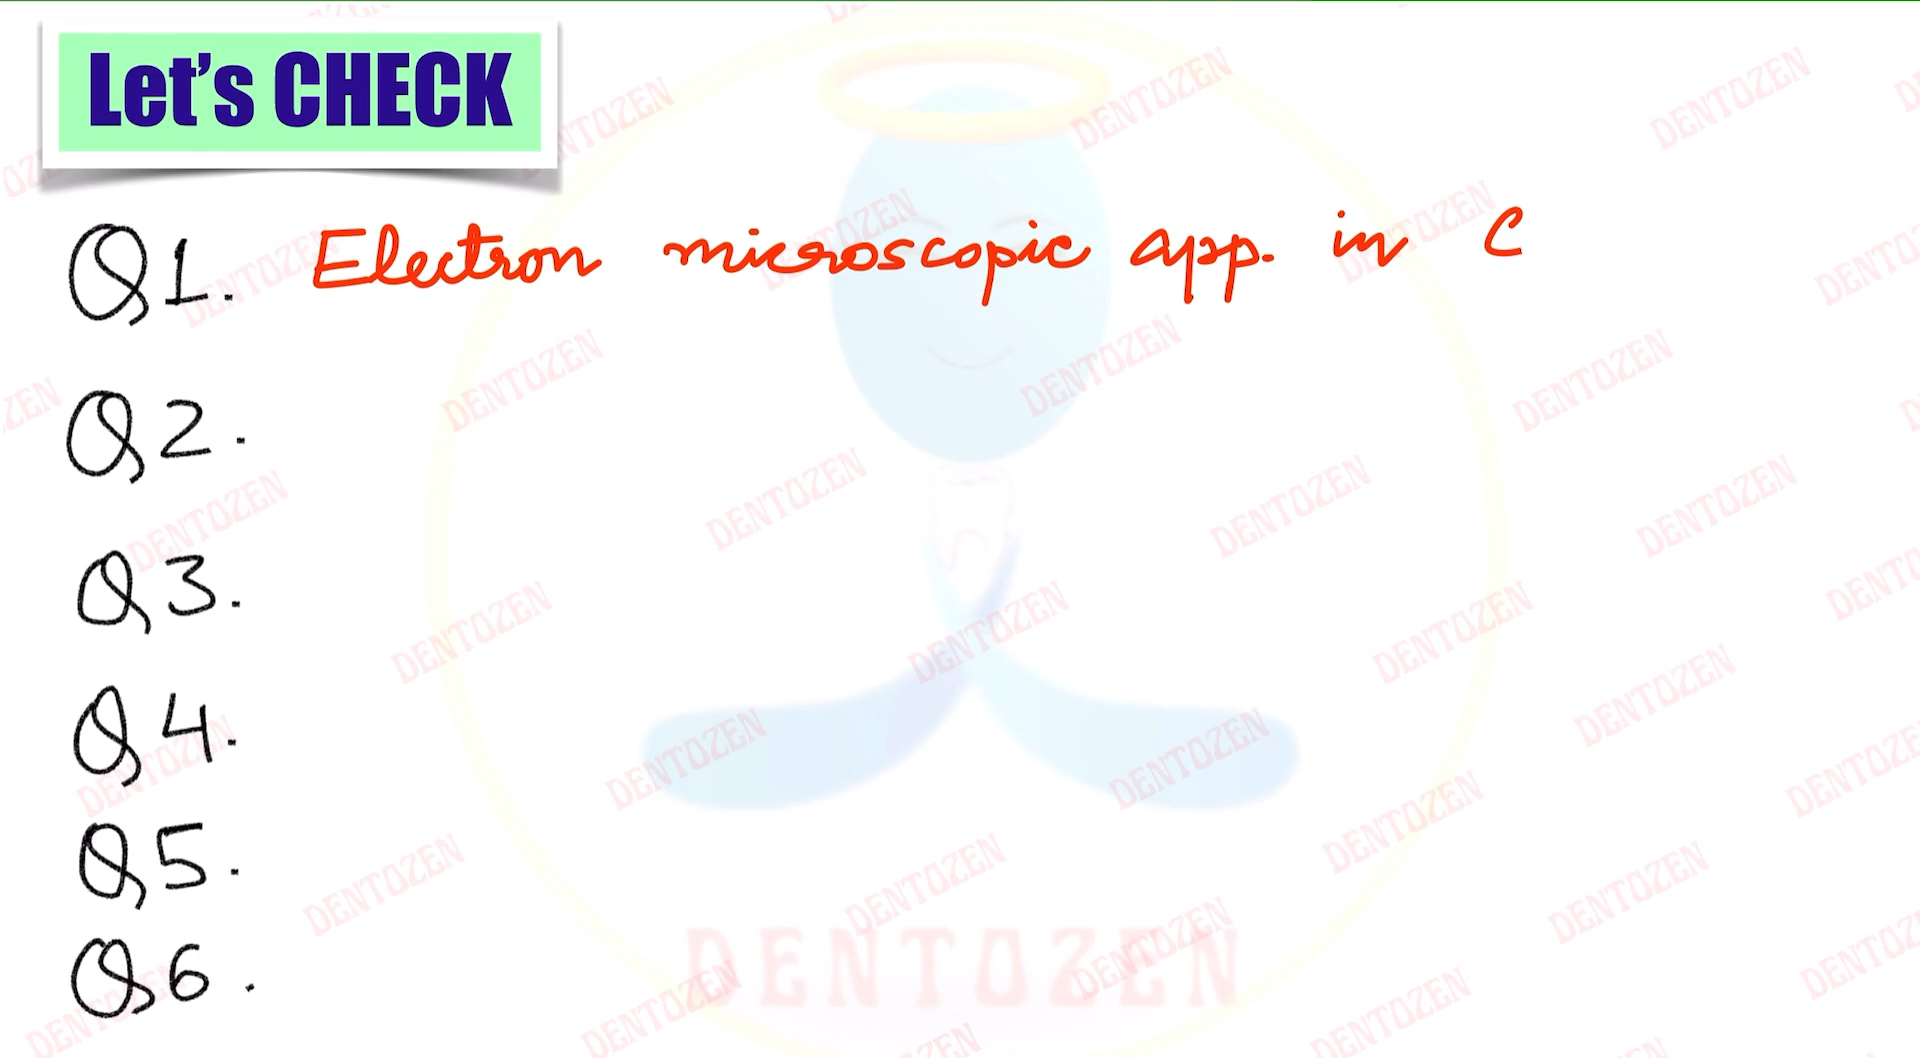 Let's CHECK
Q1. Electron microscopic app. in C
Q2.
Q3.
Q4.
Q5.
Q6.
DENTOZEN